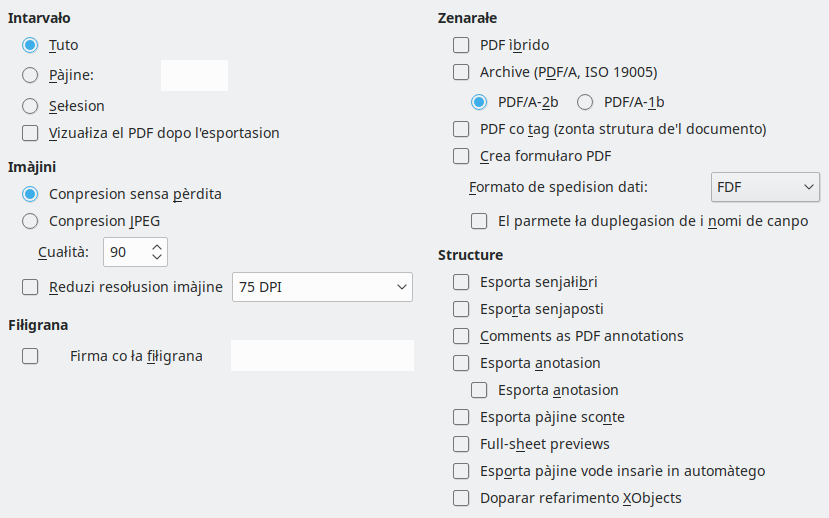 Intarvało
Tuto
Pàjine:
Sełesion
Vizuałiza el PDF dopo l'esportasion
Imàjini
Conpresion sensa pèrdita
Conpresion JPEG
Cuałità:
90
Reduzi resołusion imàjine
75 DPI
Fiłigrana
Firma co ła fiłigrana
Zenarałe
PDF ìbrido
Archive (PDF/A, ISO 19005)
PDF/A-2b
PDF/A-1b
PDF co tag (zonta strutura de'l documento)
Crea formułaro PDF
Formato de spedision dati:
FDF
El parmete ła duplegasion de i nomi de canpo
Structure
Esporta senjałibri
Esporta senjaposti
Comments as PDF annotations
Esporta anotasion
Esporta anotasion
Esporta pàjine sconte
Full-sheet previews
Esporta pàjine vode insarìe in automàtego
Doparar refarimento XObjects